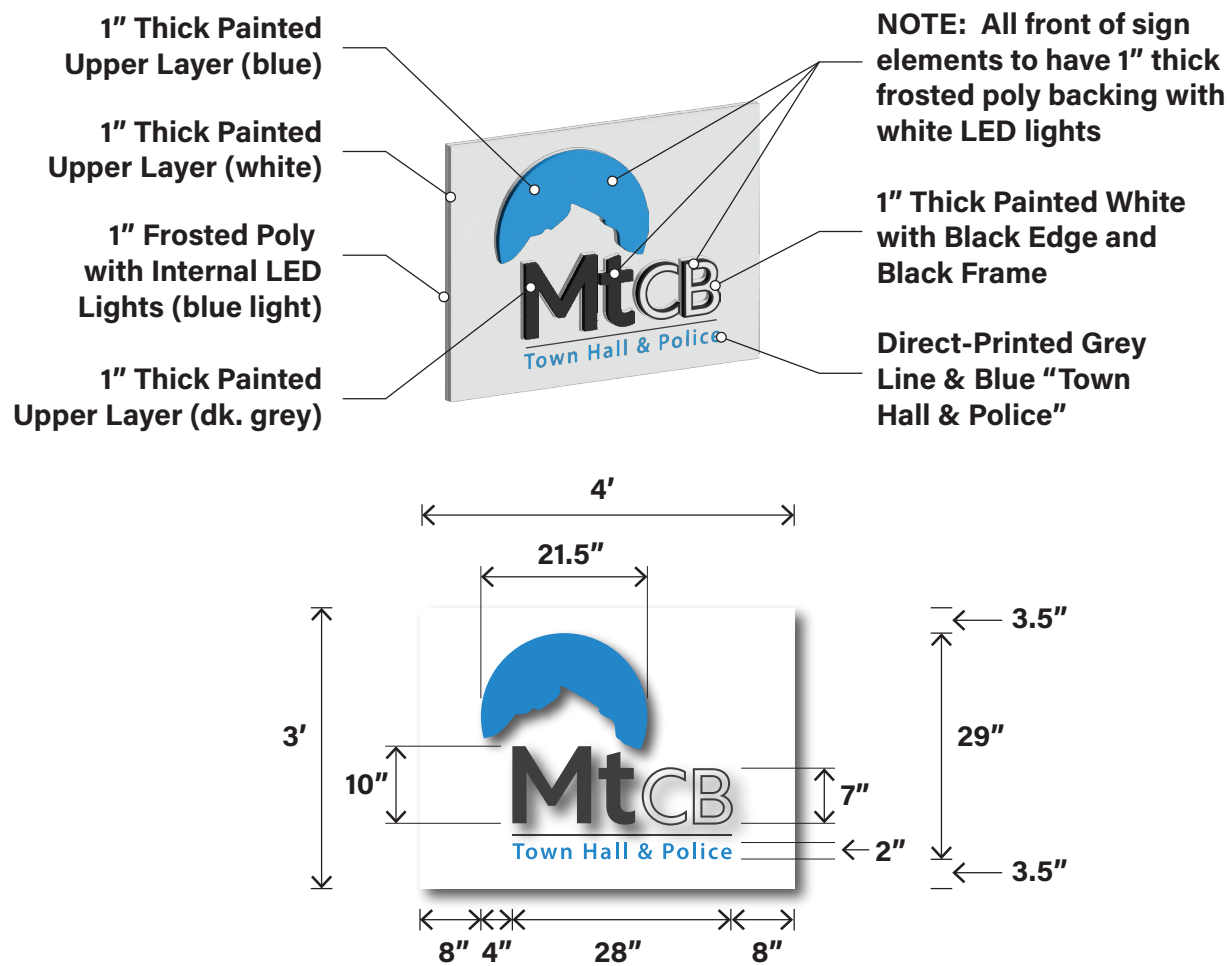 1” Thick Painted
Upper Layer (blue)
1” Thick Painted
Upper Layer (white)
1” Frosted Poly
with Internal LED
Lights (blue light)
1” Thick Painted
Upper Layer (dk. grey)
NOTE:  All front of sign
elements to have 1” thick
frosted poly backing with
white LED lights
1” Thick Painted White
with Black Edge and
Black Frame
Direct-Printed Grey
Line & Blue “Town
Hall & Police”
MtCB
Town Hall & Police
4’
21.5”
3’
10”
MtCB
Town Hall & Police
3.5”
29”
7”
2”
3.5”
8” 4” 28” 8”